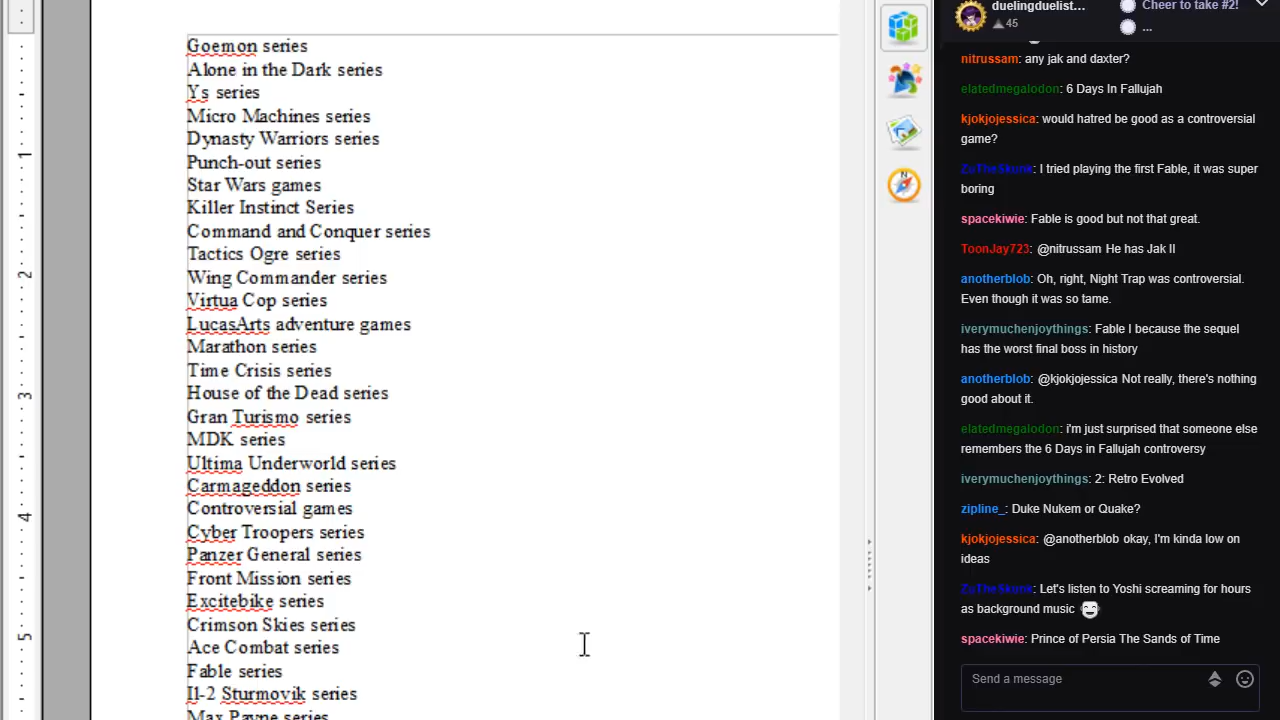 Goemon series
Alone in the Dark series
Ys series
Micro Machines series
Dynasty Warriors series
Punch-out series
Star Wars games
Killer Instinct Series
Command and Conquer series
Tactics Ogre series
Wing Commander series
Virtua Cop series
LucasArts adventure games
Marathon series
Time Crisis series
House of the Dead series
Gran Turismo series
MDK series
Ultima Underworld series
Carmageddon series
Controversial games
Cyber Troopers series
Panzer General series
Front Mission series
Excitebike series
Crimson Skies series
Ace Combat series
Fable series
Il-2 Sturmovik series
Max Payne series
1
2
3
4
5
N
duelingduelist...
45
Cheer to take #2!
...
nitrussam: any jak and daxter?
elatedmegalodon: 6 Days In Fallujah
kjokjojessica: would hatred be good as a controversial
game?
ZuTheSkunk: I tried playing the first Fable, it was super
boring
spacekiwie: Fable is good but not that great.
ToonJay723: @nitrussam He has Jak II
anotherblob: Oh, right, Night Trap was controversial.
Even though it was so tame.
iverymuchenjoythings: Fable I because the sequel
has the worst final boss in history
anotherblob: @kjokjojessica Not really, there's nothing
good about it.
elatedmegalodon: i'm just surprised that someone else
remembers the 6 Days in Fallujah controversy
iverymuchenjoythings: 2: Retro Evolved
zipline_: Duke Nukem or Quake?
kjokjojessica: @anotherblob okay, I'm kinda low on
ideas
ZuTheSkunk: Let's listen to Yoshi screaming for hours
as background music
spacekiwie: Prince of Persia The Sands of Time
Send a message